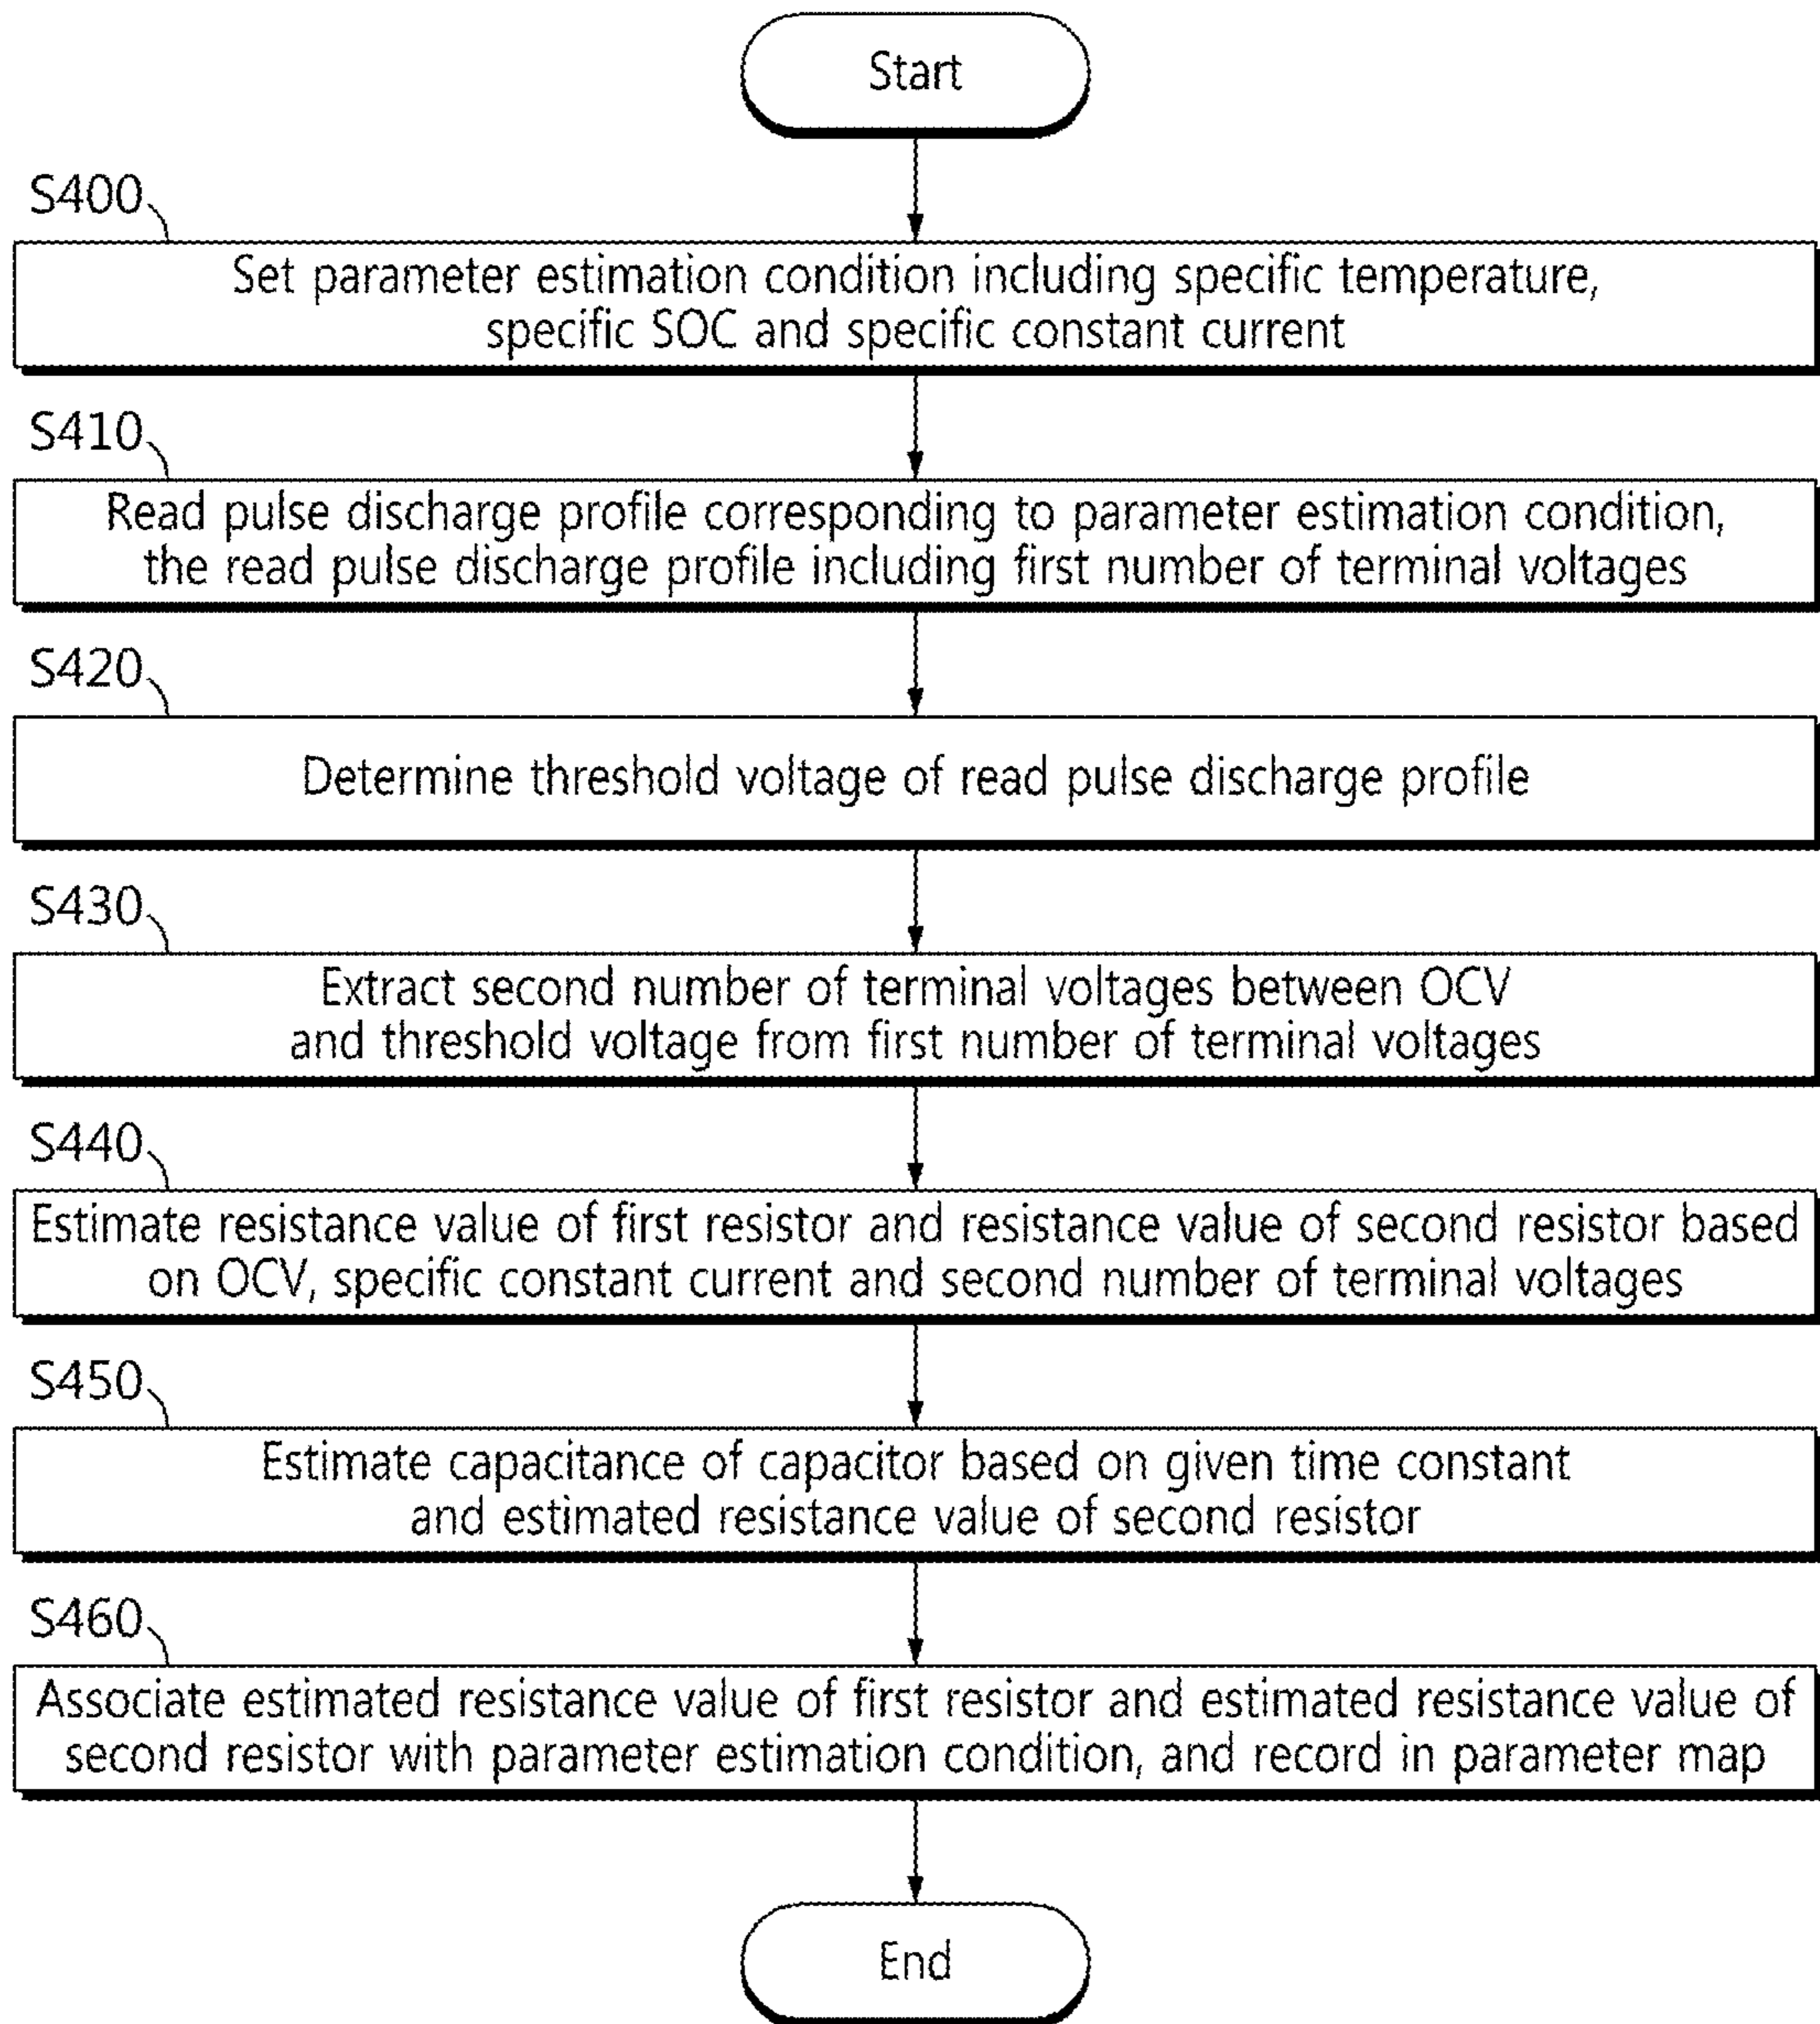 Start
S400
Set parameter estimation condition including specific temperature,
specific SOC and specific constant current
S410
Read pulse discharge profile corresponding to parameter estimation condition,
the read pulse discharge profile including first number of terminal voltages
S420
Determine threshold voltage of read pulse discharge profile
S430
Extract second number of terminal voltages between OCV
and threshold voltage from first number of terminal voltages
S440
Estimate resistance value of first resistor and resistance value of second resistor based
on OCV, specific constant current and second number of terminal voltages
S450
Estimate capacitance of capacitor based on given time constant
and estimated resistance value of second resistor
S460
Associate estimated resistance value of first resistor and estimated resistance value of
second resistor with parameter estimation condition, and record in parameter map
End